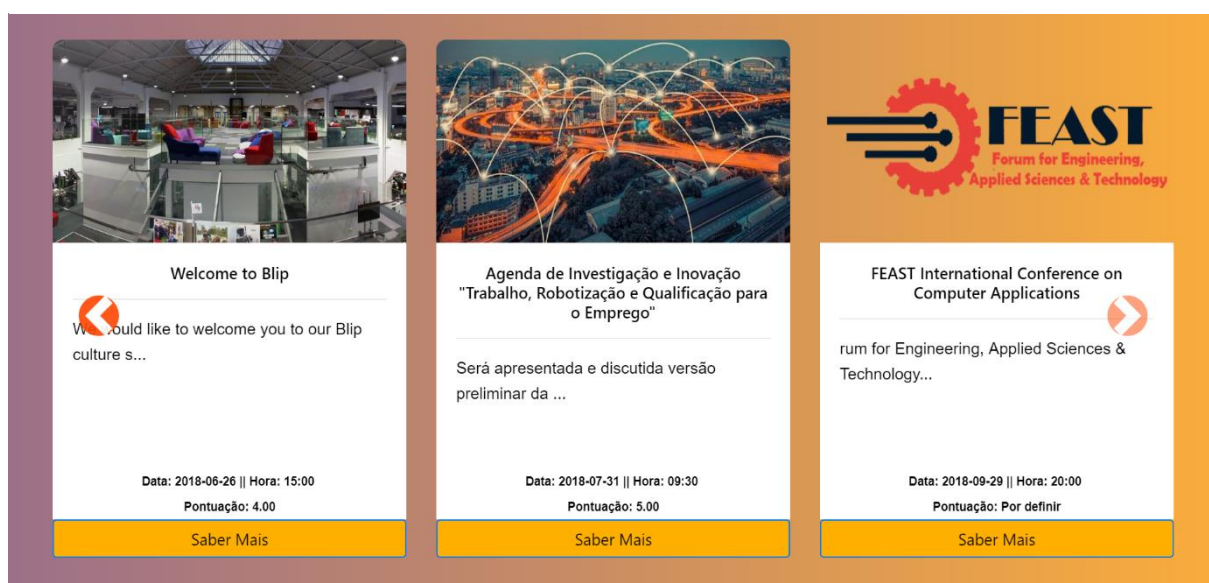 FEAST
Forum for Engineering,
Applied Sciences & Technology
Welcome to Blip
would like to welcome you to our Blip
culture s...
Data: 2018-06-26 || Hora: 15:00
Pontuação: 4.00
Saber Mais
Agenda de Investigação e Inovação
"Trabalho, Robotização e Qualificação para
o Emprego"
Será apresentada e discutida versão
preliminar da ...
Data: 2018-07-31 || Hora: 09:30
Pontuação: 5.00
Saber Mais
FEAST International Conference on
Computer Applications
rum for Engineering, Applied Sciences &
Technology...
Data: 2018-09-29 || Hora: 20:00
Pontuação: Por definir
Saber Mais